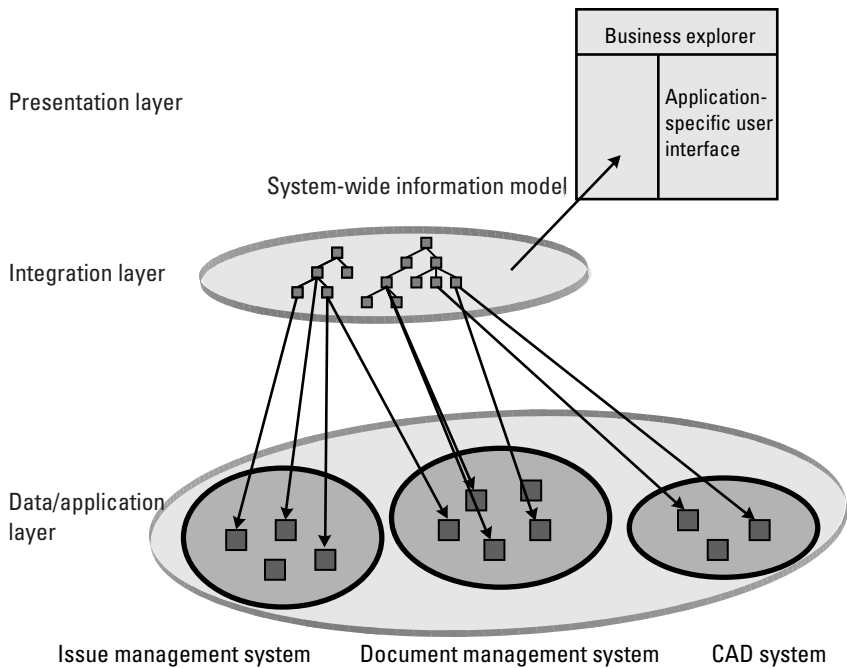 Business explorer
Presentation layer
Application-
specific user
interface
System-wide information model
Integration layer
Data/application
layer
Issue management system
Document management system
CAD system